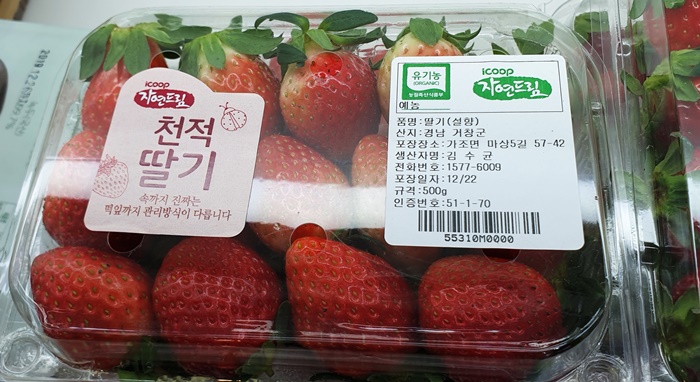 icoop
자연드림
천적
딸기
속까지 진짜는
떡잎까지 관리방식이 다릅니다
유기농
(ORGANIC)
농림축산식품부
icoop
자연드림
예농
품명:딸기(설향)
산지:경남 거창군
포장장소:가조면 마상5길 57-42
생산자명:김 수 균
전화번호:1577-6009
포장일자:12/22
규격:500g
인증번호:51-1-70
55310M0000